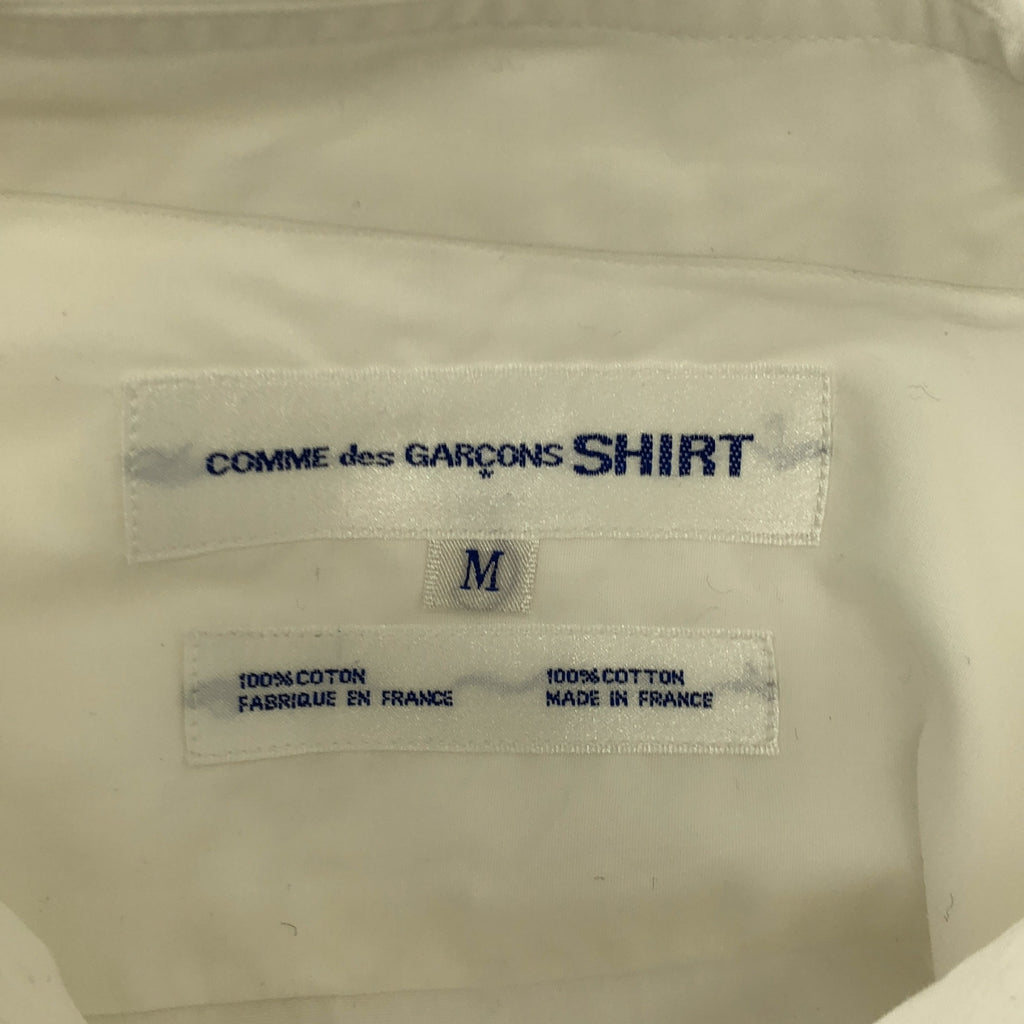 COMME des GARÇONS SHIRT
M
100% COTON
FABRIQUE EN FRANCE
100% COTTON
MADE IN FRANCE